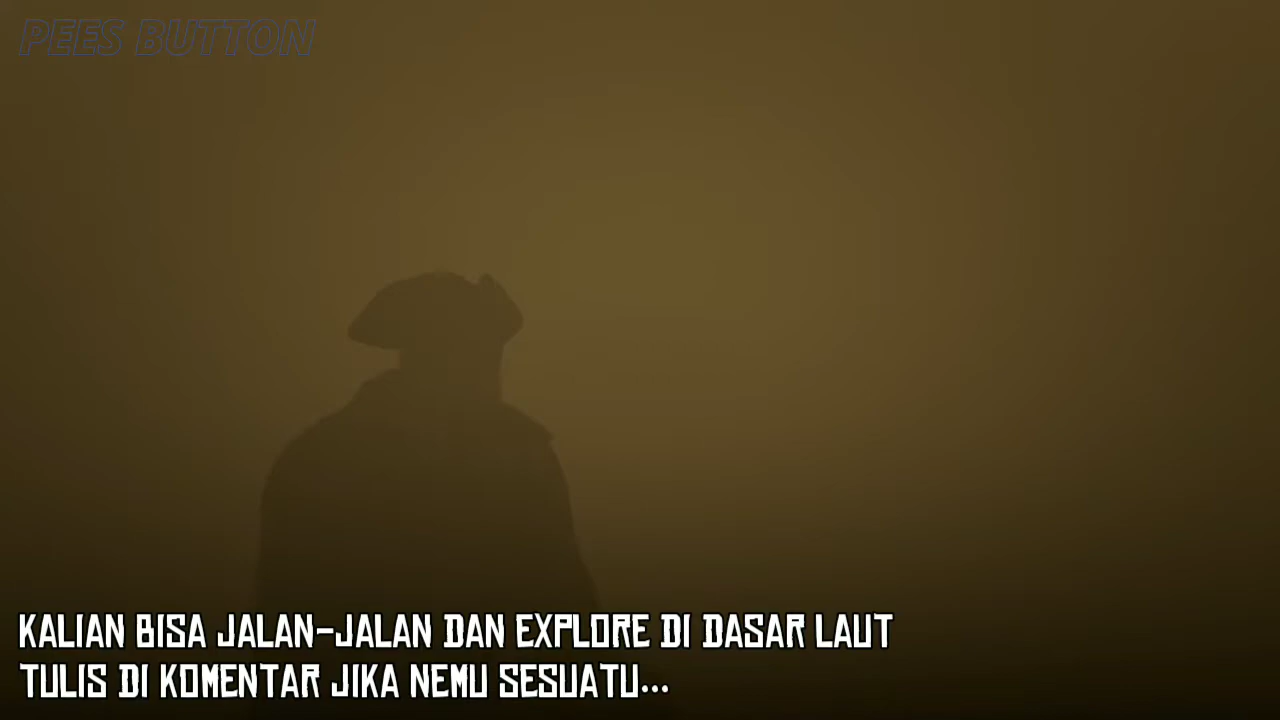 PEES BUTTON
KALIAN BISA JALAN-JALAN DAN EXPLORE DI DASAR LAUT
TULIS DI KOMENTAR JIKA NEMU SESUATU...